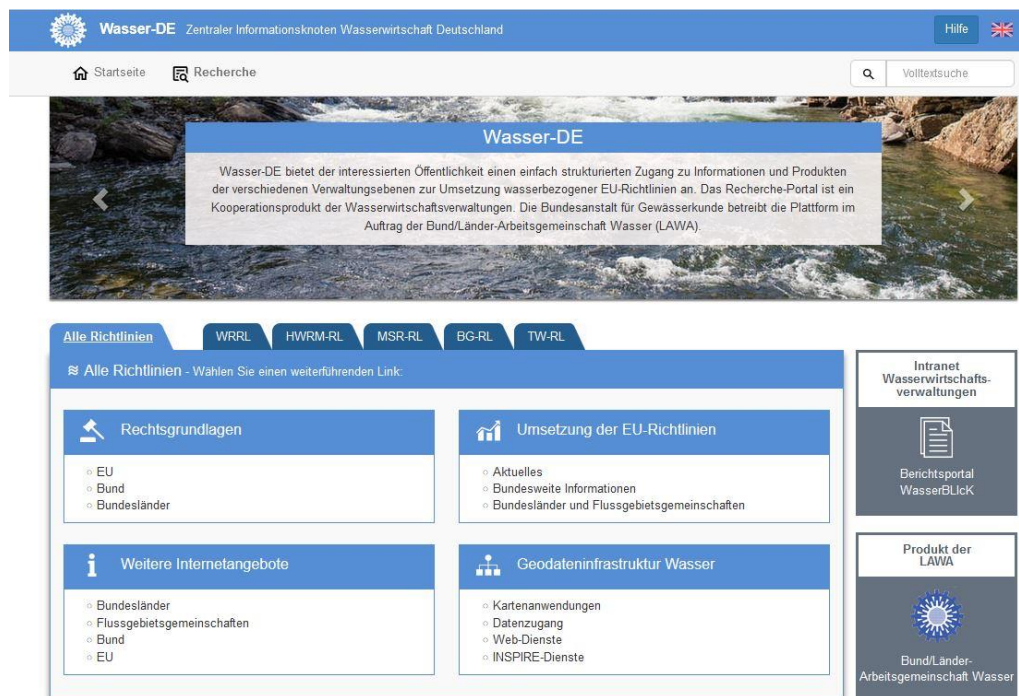 Wasser-DE Zentraler Informationsknoten Wasserwirtschaft Deutschland
Hilfe
Startseite
Recherche
Volltextsuche
Wasser-DE
Wasser-DE bietet der interessierten Öffentlichkeit einen einfach strukturierten Zugang zu Informationen und Produkten
der verschiedenen Verwaltungsebenen zur Umsetzung wasserbezogener EU-Richtlinien an. Das Recherche-Portal ist ein
Kooperationsprodukt der Wasserwirtschaftsverwaltungen. Die Bundesanstalt für Gewässerkunde betreibt die Plattform im
Auftrag der Bund/Länder-Arbeitsgemeinschaft Wasser (LAWA).
Alle Richtlinien
WRRL
HWRM-RL
MSR-RL
BG-RL
TW-RL
Alle Richtlinien - Wählen Sie einen weiterführenden Link:
Rechtsgrundlagen
EU
Bund
Bundesländer
Umsetzung der EU-Richtlinien
Aktuelles
Bundesweite Informationen
Bundesländer und Flussgebietsgemeinschaften
Weitere Internetangebote
Bundesländer
Flussgebietsgemeinschaften
Bund
EU
Geodateninfrastruktur Wasser
Kartenanwendungen
Datenzugang
Web-Dienste
INSPIRE-Dienste
Intranet
Wasserwirtschafts-
verwaltungen
Berichtsportal
WasserBLIcK
Produkt der
LAWA
Bund/Länder-
Arbeitsgemeinschaft Wasser